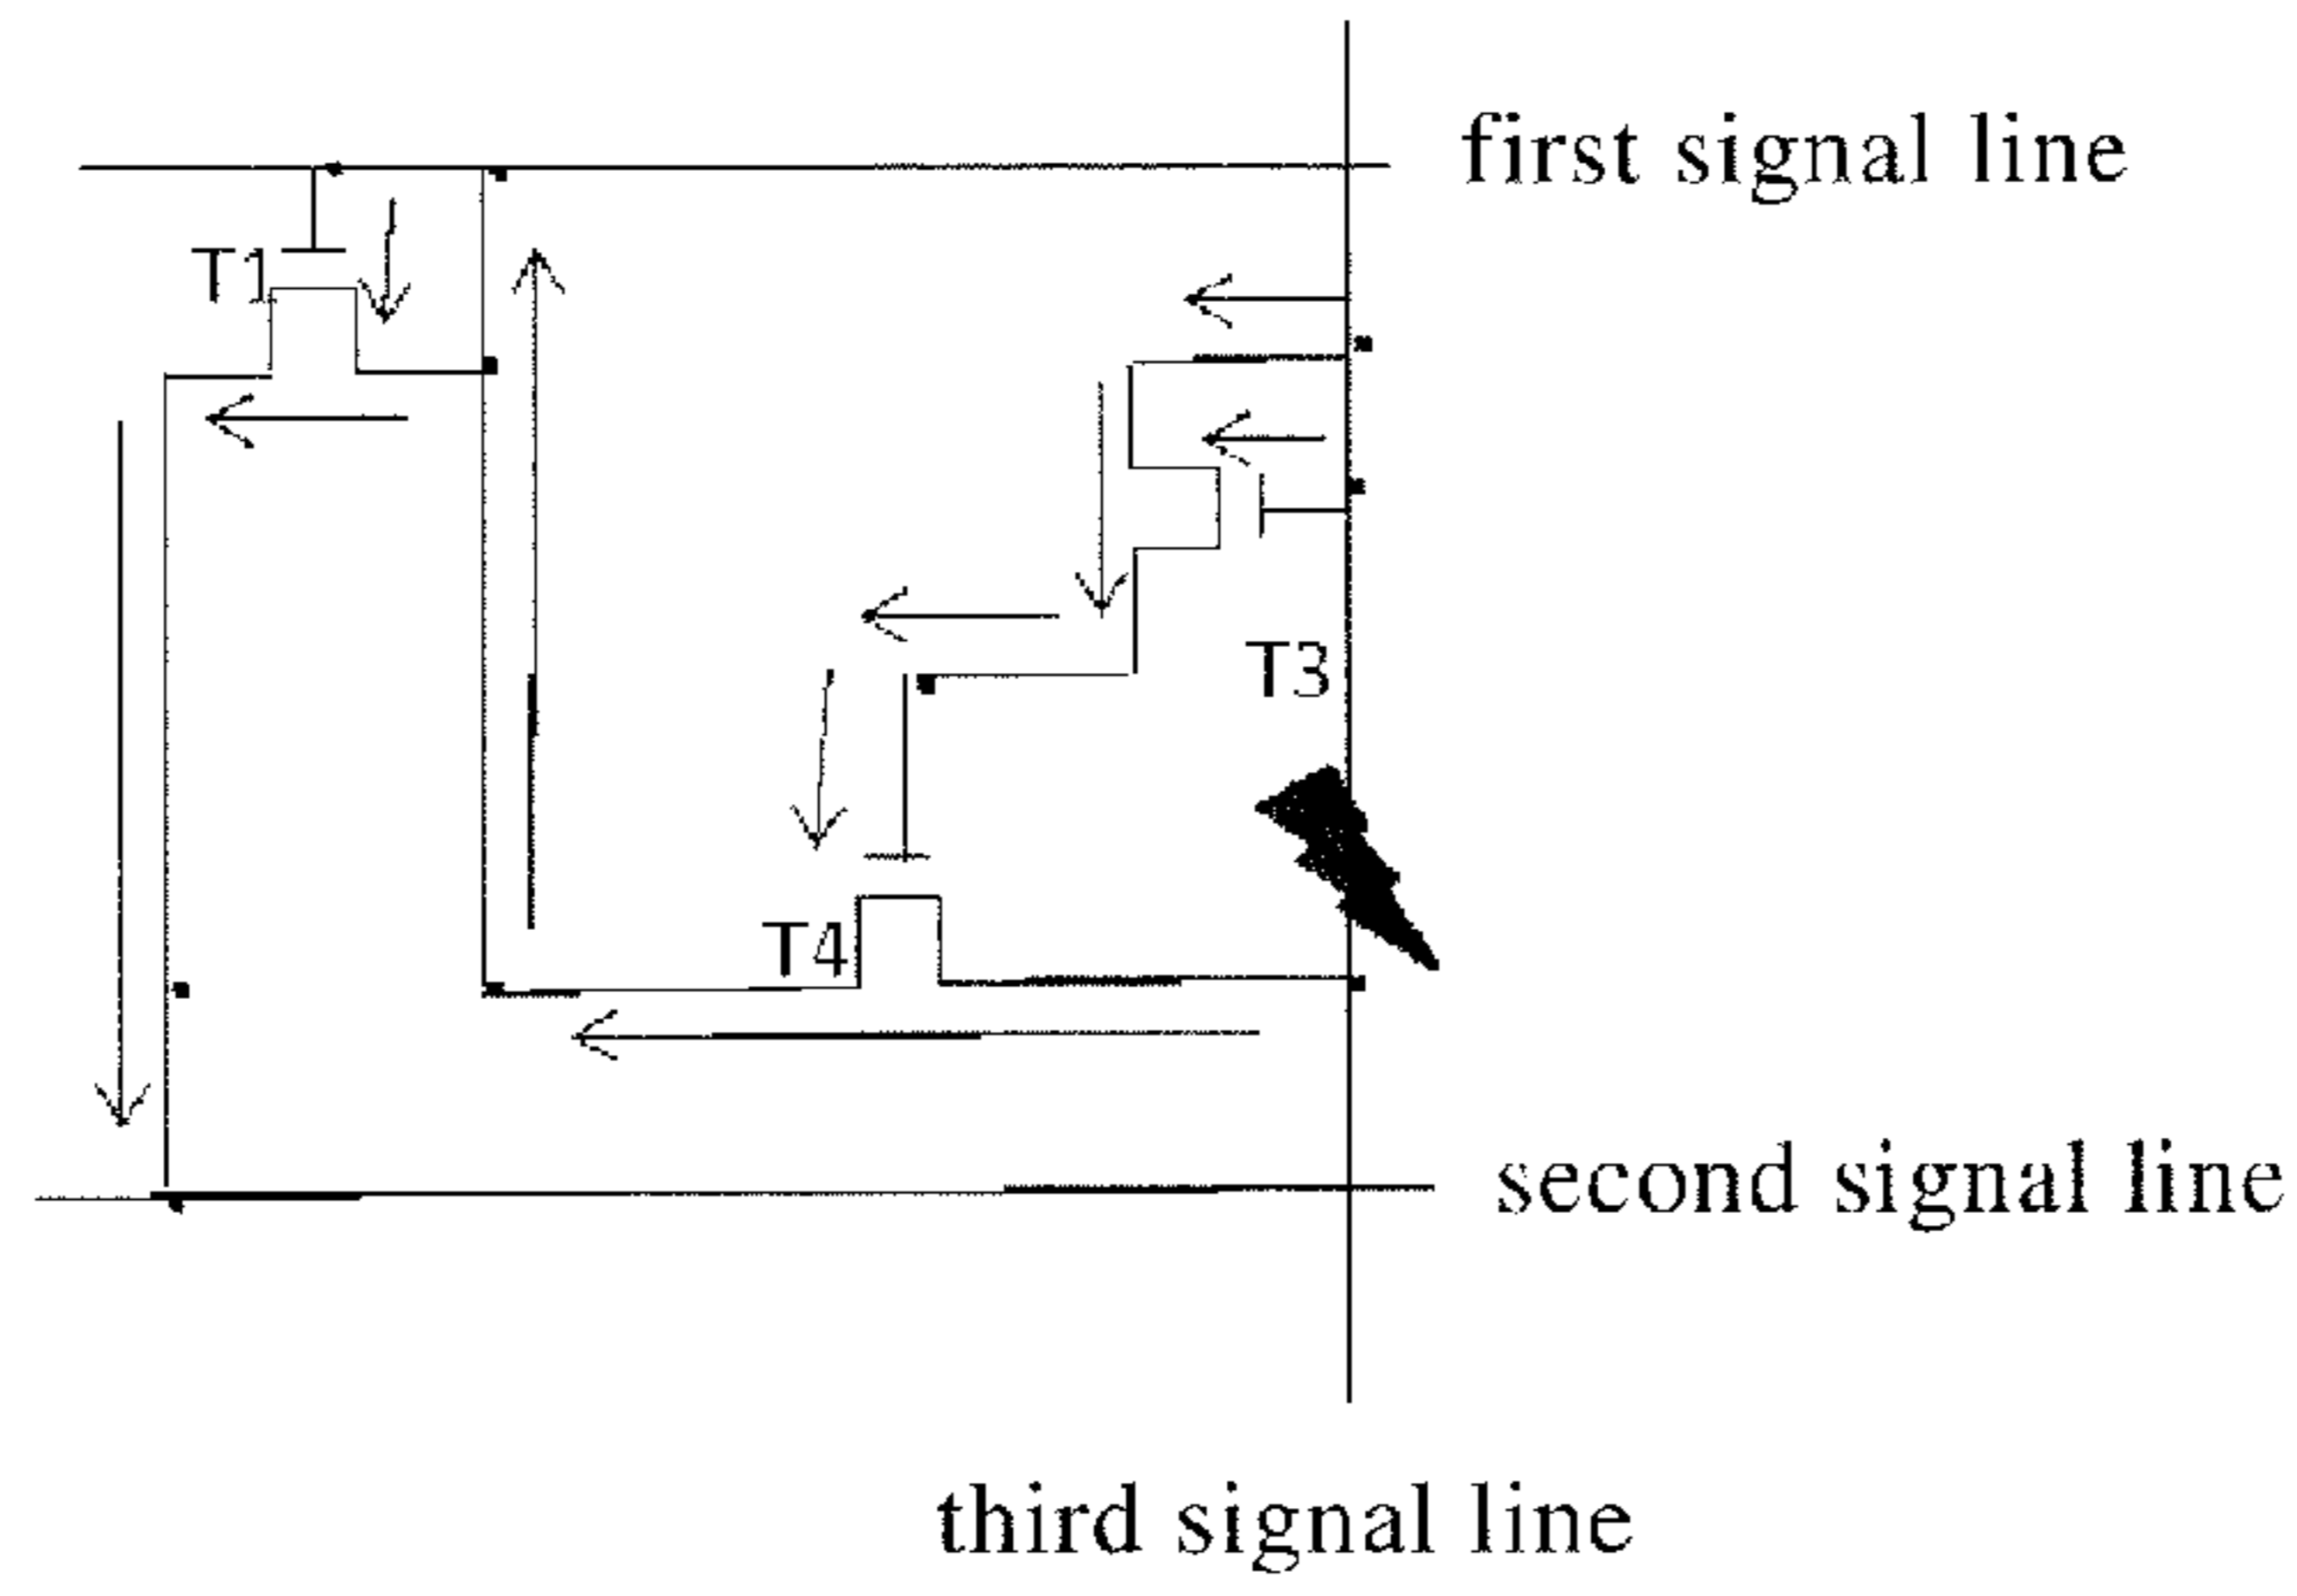 first signal line
T1
T3
T4
second signal line
third signal line